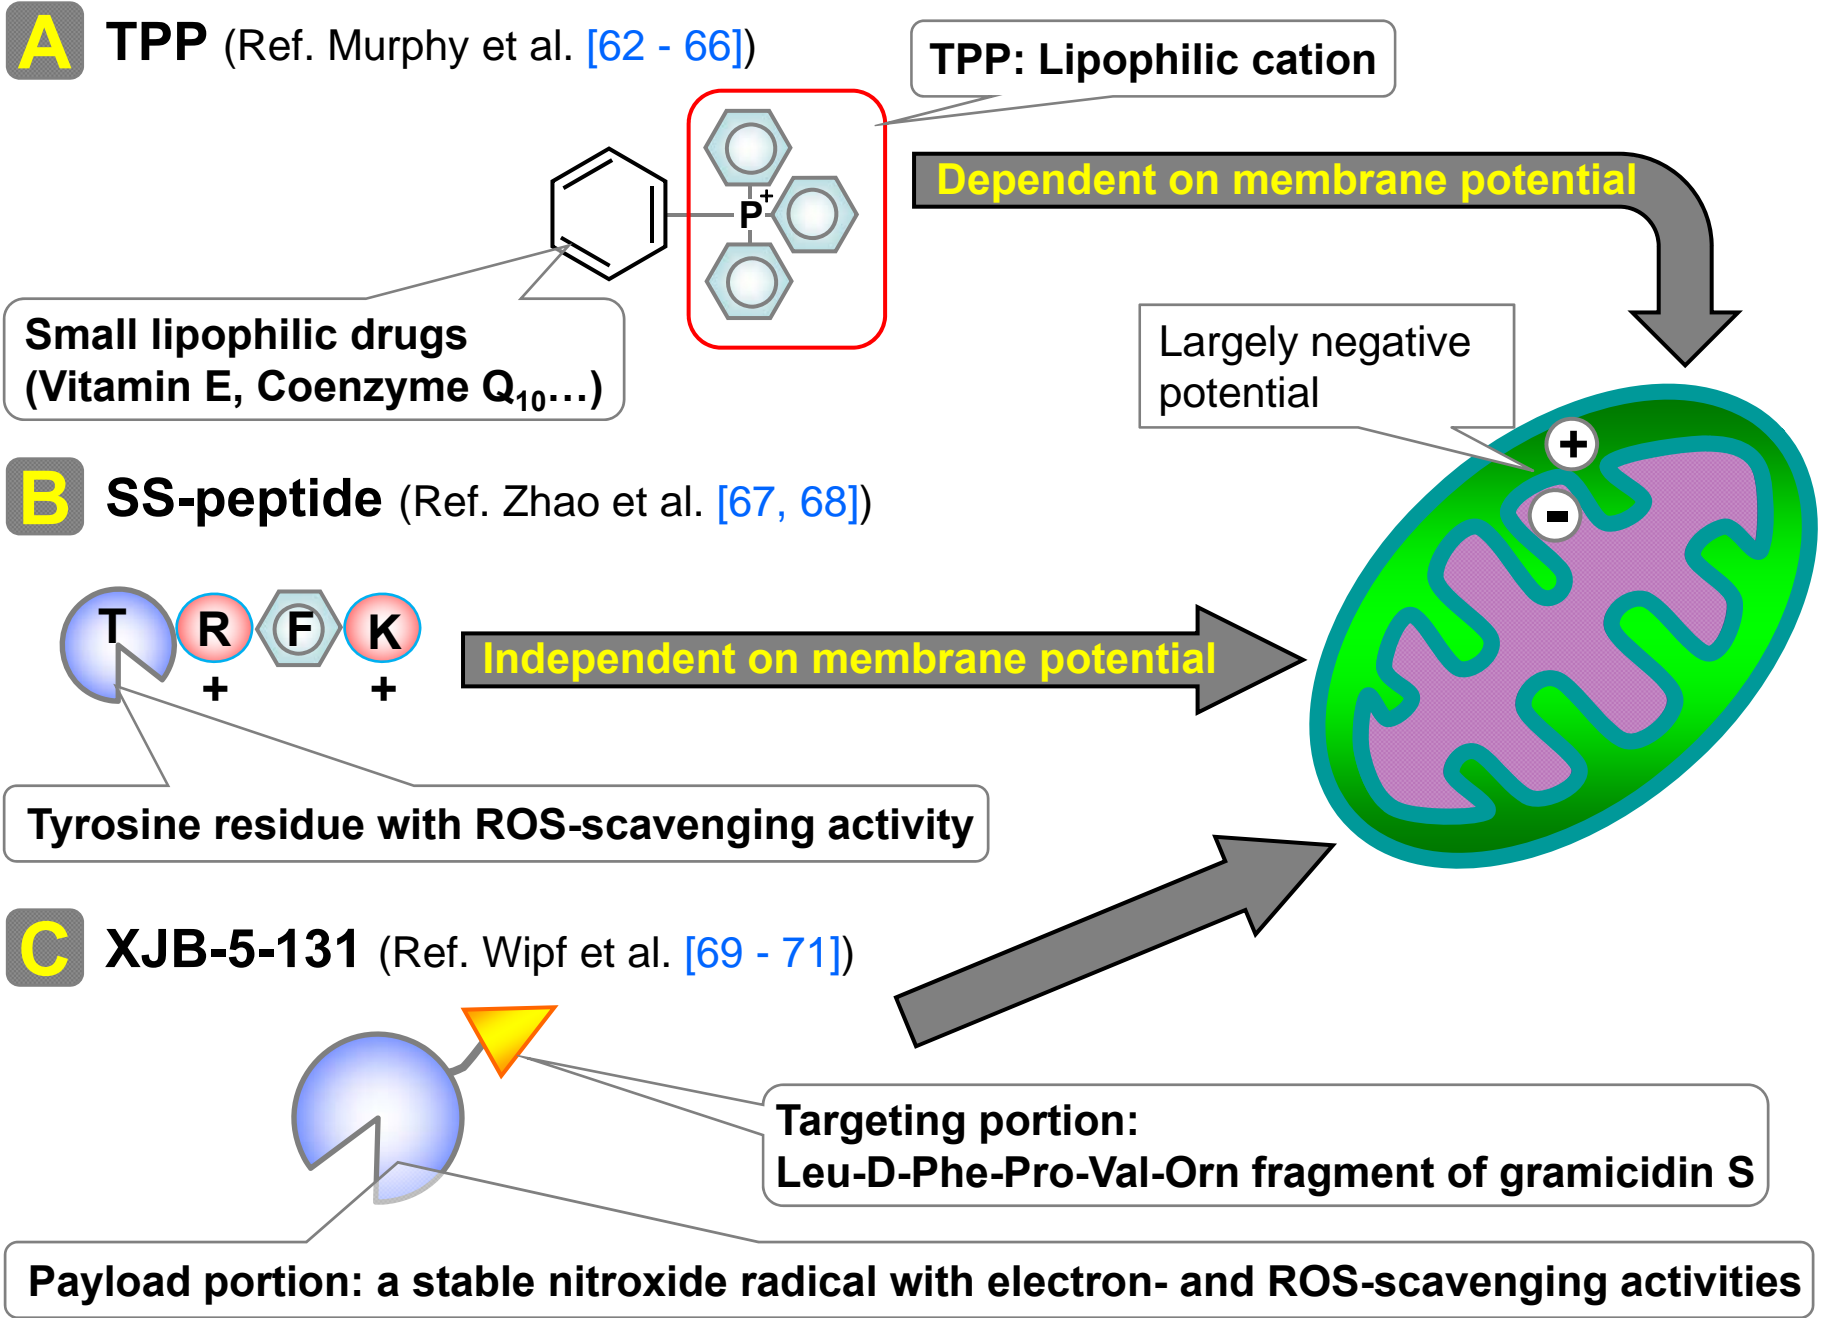 A TPP (Ref. Murphy et al. [62 - 66])
TPP: Lipophilic cation
P+
Dependent on membrane potential
Small lipophilic drugs
(Vitamin E, Coenzyme Q10…)
Largely negative
potential
+
-
B SS-peptide (Ref. Zhao et al. [67, 68])
T R F K
+ +
Independent on membrane potential
Tyrosine residue with ROS-scavenging activity
C XJB-5-131 (Ref. Wipf et al. [69 - 71])
Targeting portion:
Leu-D-Phe-Pro-Val-Orn fragment of gramicidin S
Payload portion: a stable nitroxide radical with electron- and ROS-scavenging activities